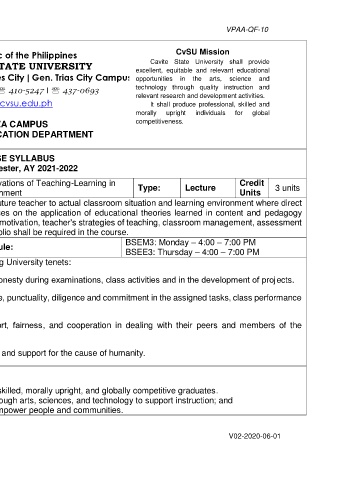 VPAA-QF-10
c of the Philippines
TATE UNIVERSITY
s City | Gen. Trias City Campus
☏ 410-5247 | ☏ 437-0693
cvsu.edu.ph
CvSU Mission
Cavite State University shall provide
excellent, equitable and relevant educational
opportunities in the arts, science and
technology through quality instruction and
relevant research and development activities.
It shall produce professional, skilled and
morally upright individuals for global
competitiveness.
A CAMPUS
CATION DEPARTMENT
SE SYLLABUS
ester, AY 2021-2022
vations of Teaching-Learning in
nment
Type:
Lecture
Credit
Units
3 units
uture teacher to actual classroom situation and learning environment where direct
ces on the application of educational theories learned in content and pedagogy
motivation, teacher's strategies of teaching, classroom management, assessment
olio shall be required in the course.
ule:
BSEM3: Monday – 4:00 – 7:00 PM
BSEE3: Thursday – 4:00 – 7:00 PM
g University tenets:
onesty during examinations, class activities and in the development of projects.
s, punctuality, diligence and commitment in the assigned tasks, class performance
rt, fairness, and cooperation in dealing with their peers and members of the
and support for the cause of humanity.
skilled, morally upright, and globally competitive graduates.
ough arts, sciences, and technology to support instruction; and
mpower people and communities.
V02-2020-06-01